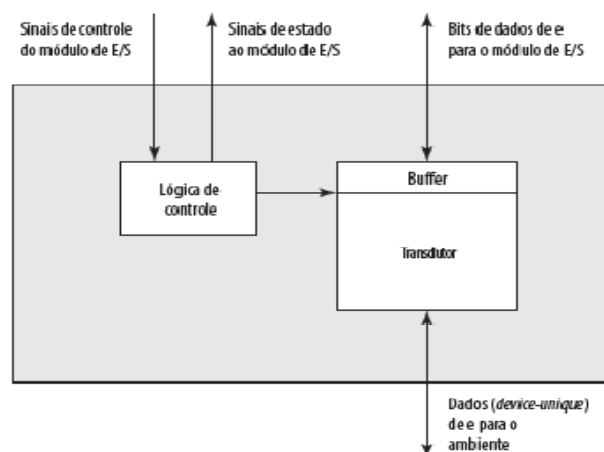 Sinais de controle
do módulo de E/S
Sinais de estado
ao módulo de E/S
Bits de dados de e
para o módulo de E/S
Lógica de
controle
Buffer
Transdutor
Dados (device-unique)
de e para o
ambiente